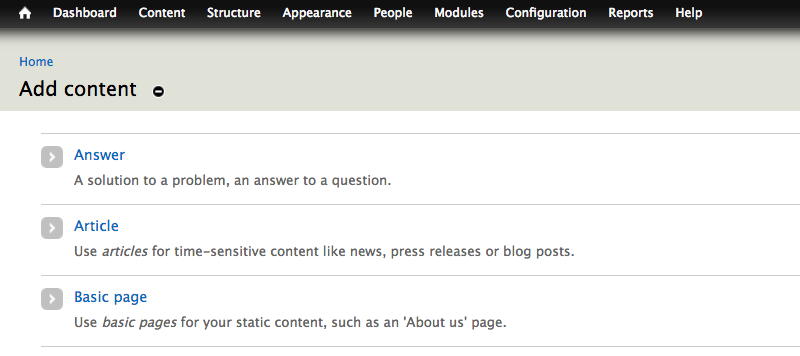 Dashboard Content Structure Appearance People Modules Configuration Reports Help
Home
Add content
Answer
A solution to a problem, an answer to a question.
Article
Use articles for time-sensitive content like news, press releases or blog posts.
Basic page
Use basic pages for your static content, such as an 'About us' page.